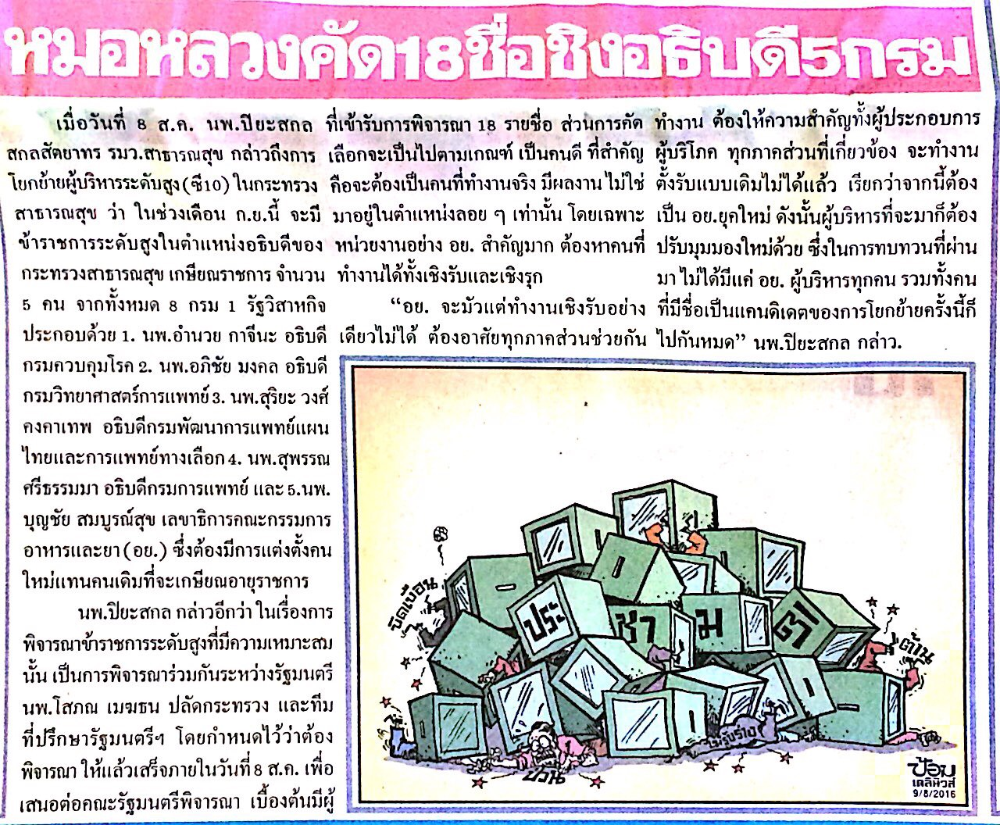 หมอหลวงคัด18ชื่อชิงอธิบดี5กรม
เมื่อวันที่ 8 ส.ค. นพ.ปิยะสกล
สกลสัตยาทร รมว.สาธารณสุข กล่าวถึงการ
โยกย้ายผู้บริหารระดับสูง(ซี10) ในกระทรวง
สาธารณสุข ว่า ในช่วงเดือน ก.ย.นี้ จะมี
ข้าราชการระดับสูงในตำแหน่งอธิบดีของ
กระทรวงสาธารณสุข เกษียณราชการ จำนวน
5 คน จากทั้งหมด 8 กรม 1 รัฐวิสาหกิจ
ประกอบด้วย 1. นพ.อำนวย กาจีนะ อธิบดี
กรมควบคุมโรค 2. นพ.อภิชัย มงคล อธิบดี
กรมวิทยาศาสตร์การแพทย์ 3. นพ.สุริยะ วงศ์
คงคาเทพ อธิบดีกรมพัฒนาการแพทย์แผน
ไทยและการแพทย์ทางเลือก 4. นพ.สุพรรณ
ศรีธรรมมา อธิบดีกรมการแพทย์ และ 5.นพ.
บุญชัย สมบูรณ์สุข เลขาธิการคณะกรรมการ
อาหารและยา (อย.) ซึ่งต้องมีการแต่งตั้งคน
ใหม่แทนคนเดิมที่จะเกษียณอายุราชการ
นพ.ปิยะสกล กล่าวอีกว่า ในเรื่องการ
พิจารณาข้าราชการระดับสูงที่มีความเหมาะสม
นั้น เป็นการพิจารณาร่วมกันระหว่างรัฐมนตรี
นพ.โสภณ เมฆธน ปลัดกระทรวง และทีม
ที่ปรึกษารัฐมนตรีฯ โดยกำหนดไว้ว่าต้อง
พิจารณา ให้แล้วเสร็จภายในวันที่ 8 ส.ค. เพื่อ
เสนอต่อคณะรัฐมนตรีพิจารณา เบื้องต้นมีผู้
ที่เข้ารับการพิจารณา 18 รายชื่อ ส่วนการคัด
เลือกจะเป็นไปตามเกณฑ์ เป็นคนดี ที่สำคัญ
คือจะต้องเป็นคนที่ทำงานจริง มีผลงาน ไม่ใช่
มาอยู่ในตำแหน่งลอย ๆ เท่านั้น โดยเฉพาะ
หน่วยงานอย่าง อย. สำคัญมาก ต้องหาคนที่
ทำงานได้ทั้งเชิงรับและเชิงรุก
“อย. จะมัวแต่ทำงานเชิงรับอย่าง
เดียวไม่ได้ ต้องอาศัยทุกภาคส่วนช่วยกัน
ทำงาน ต้องให้ความสำคัญทั้งผู้ประกอบการ
ผู้บริโภค ทุกภาคส่วนที่เกี่ยวข้อง จะทำงาน
ตั้งรับแบบเดิมไม่ได้แล้ว เรียกว่าจากนี้ต้อง
เป็น อย.ยุคใหม่ ดังนั้นผู้บริหารที่จะมาก็ต้อง
ปรับมุมมองใหม่ด้วย ซึ่งในการทบทวนที่ผ่าน
มา ไม่ได้มีแค่ อย. ผู้บริหารทุกคน รวมทั้งคน
ที่มีชื่อเป็นแคนดิเดตของการโยกย้ายครั้งนี้ก็
ไปกันหมด” นพ.ปิยะสกล กล่าว.
บิดเบือน
ประ
ชา
ม
ติ
ต้าน
ไม่รับร่าง
ป่วน
ป้อม
เดลินิวส์
9/8/2016